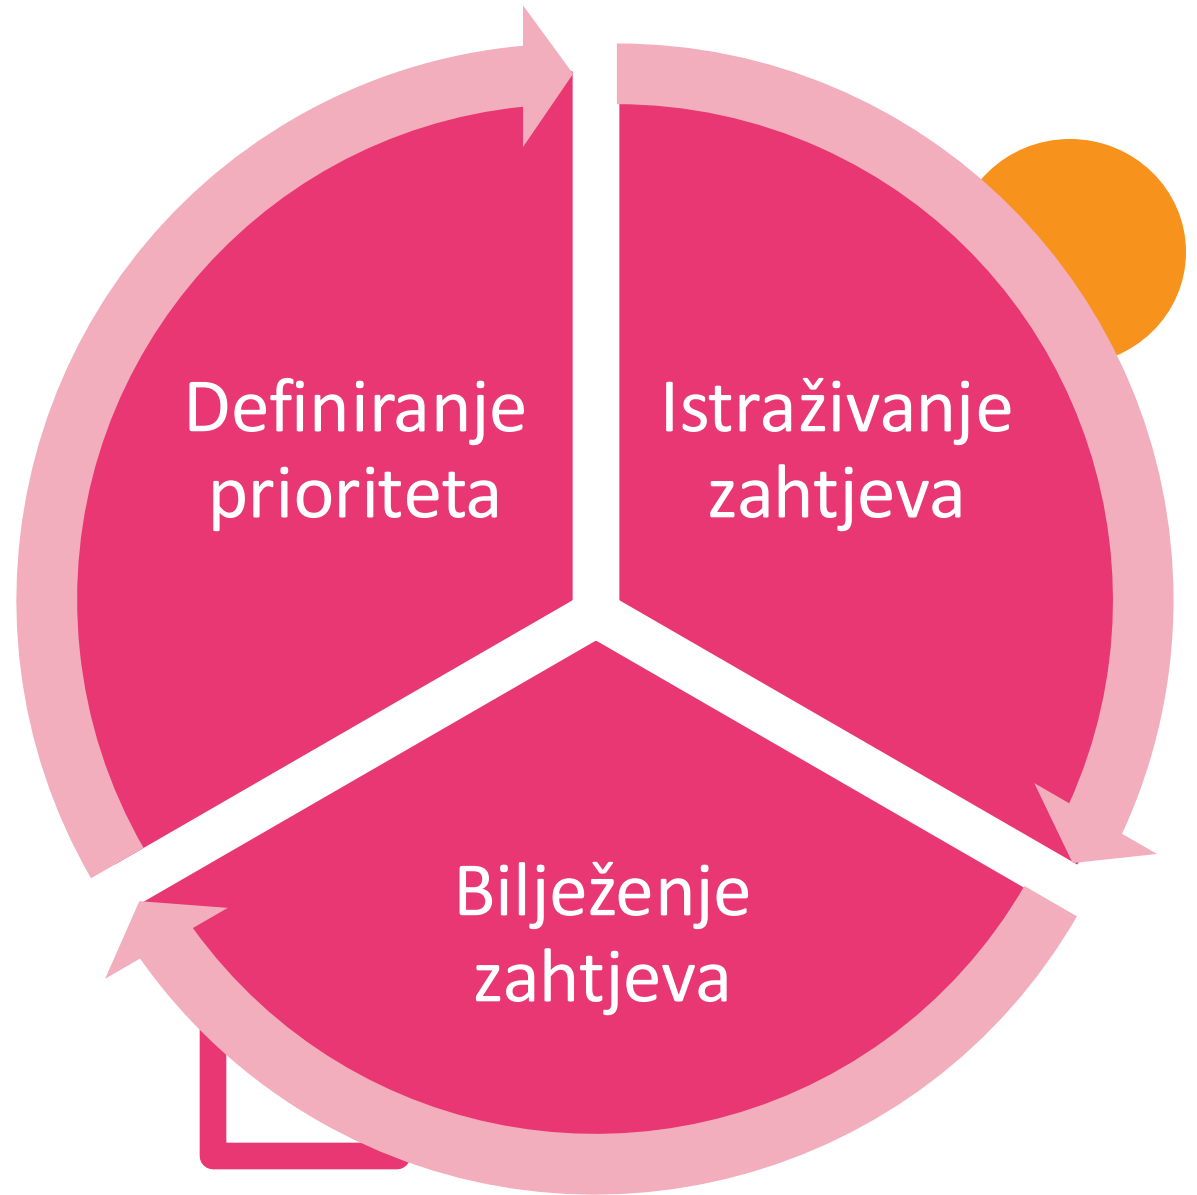 Definiranje
prioriteta
Istraživanje
zahtjeva
Bilježenje
zahtjeva